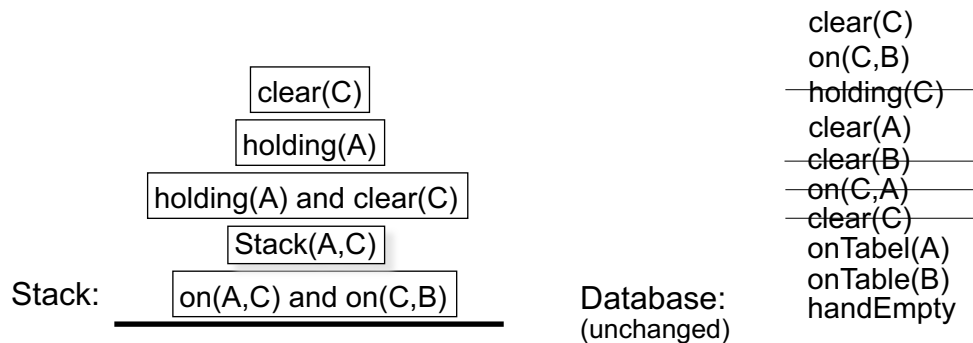 clear(C)
holding(A)
holding(A) and clear(C)
Stack(A,C)
Stack:
on(A,C) and on(C,B)
Database:
(unchanged)
clear(C)
on(C,B)
holding(C)
clear(A)
clear(B)
on(C,A)
clear(C)
onTabel(A)
onTable(B)
handEmpty